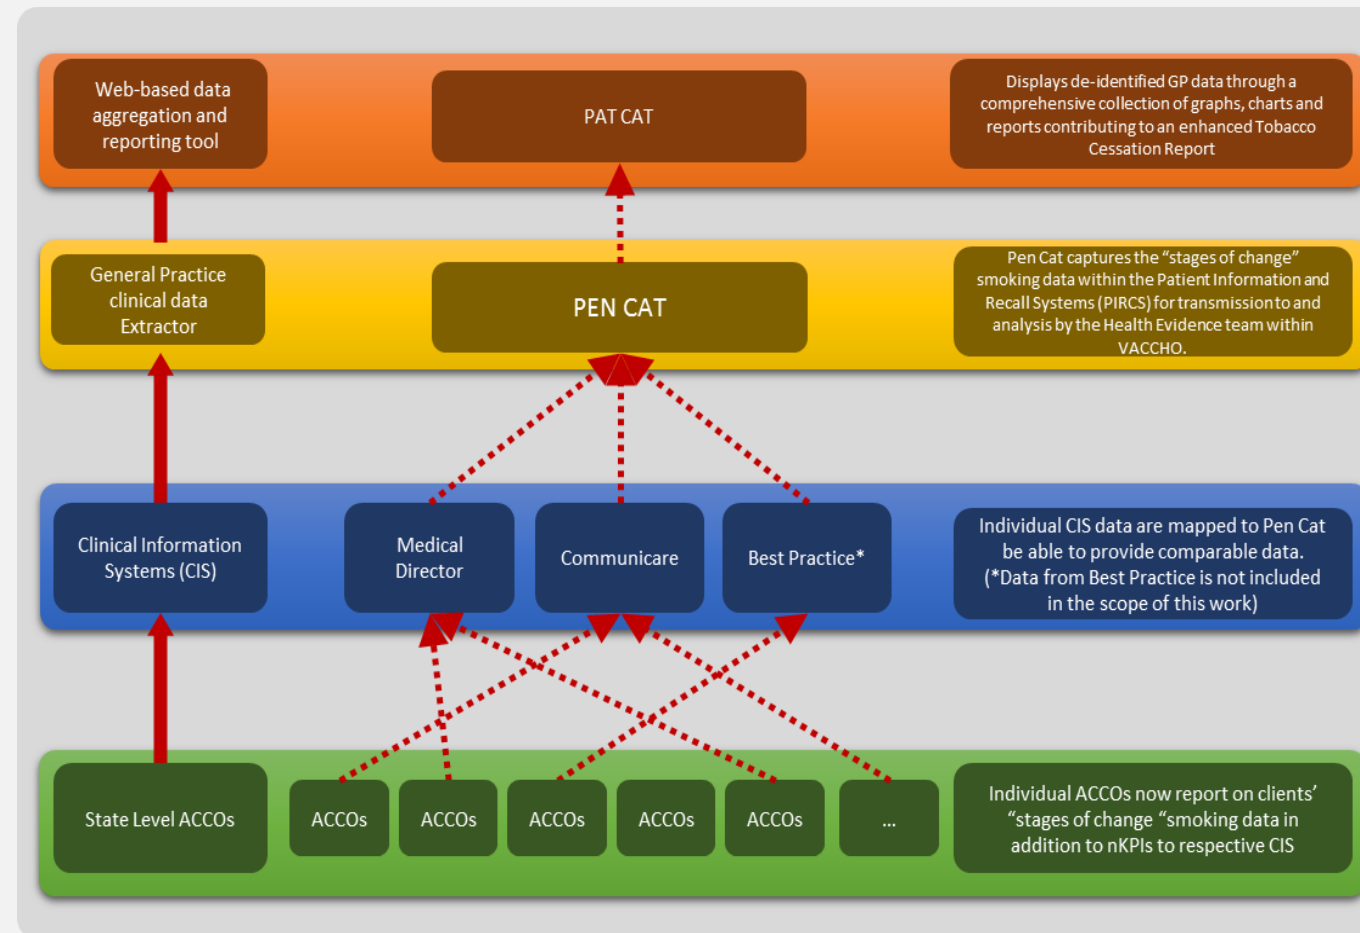 Web-based data
aggregation and
reporting tool
PAT CAT
Displays de-identified GP data through a
comprehensive collection of graphs, charts and
reports contributing to an enhanced Tobacco
Cessation Report
General Practice
clinical data
Extractor
PEN CAT
Pen Cat captures the “stages of change”
smoking data within the Patient Information and
Recall Systems (PIRCS) for transmission to and
analysis by the Health Evidence team within
VACCHO.
Clinical Information
Systems (CIS)
Medical
Director
Communicare
Best Practice*
Individual CIS data are mapped to Pen Cat
be able to provide comparable data.
(*Data from Best Practice is not included
in the scope of this work)
State Level ACCOs
ACCOs
ACCOs
ACCOs
ACCOs
ACCOs
...
Individual ACCOs now report on clients’
“stages of change “smoking data in
addition to nKPIs to respective CIS